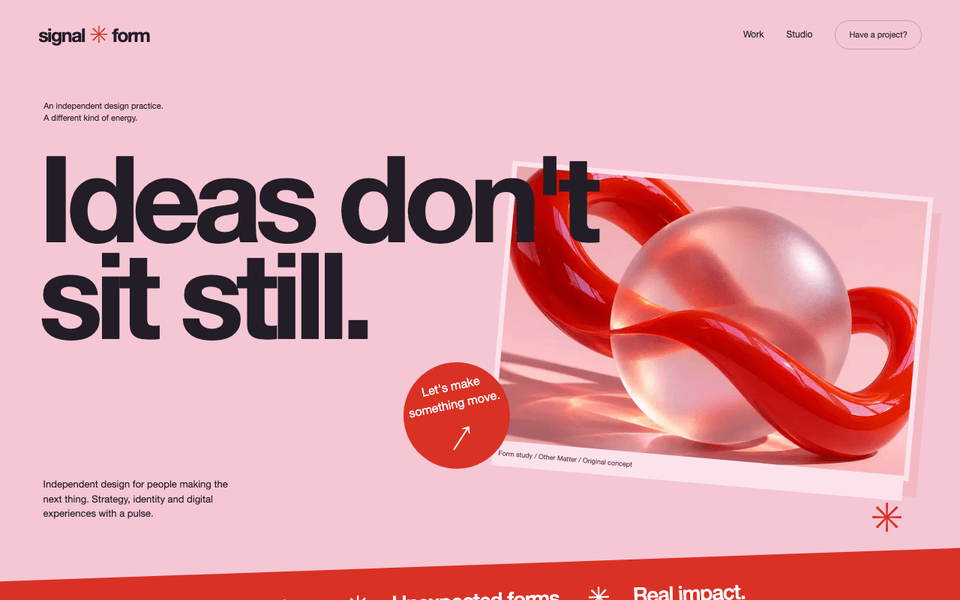 signal form
Work
Studio
Have a project?
An independent design practice.
A different kind of energy.
Ideas don't
sit still.
Let's make
something move.
Form study / Other Matter / Original concept
Independent design for people making the
next thing. Strategy, identity and digital
experiences with a pulse.
Unexpected forms
Real impact.